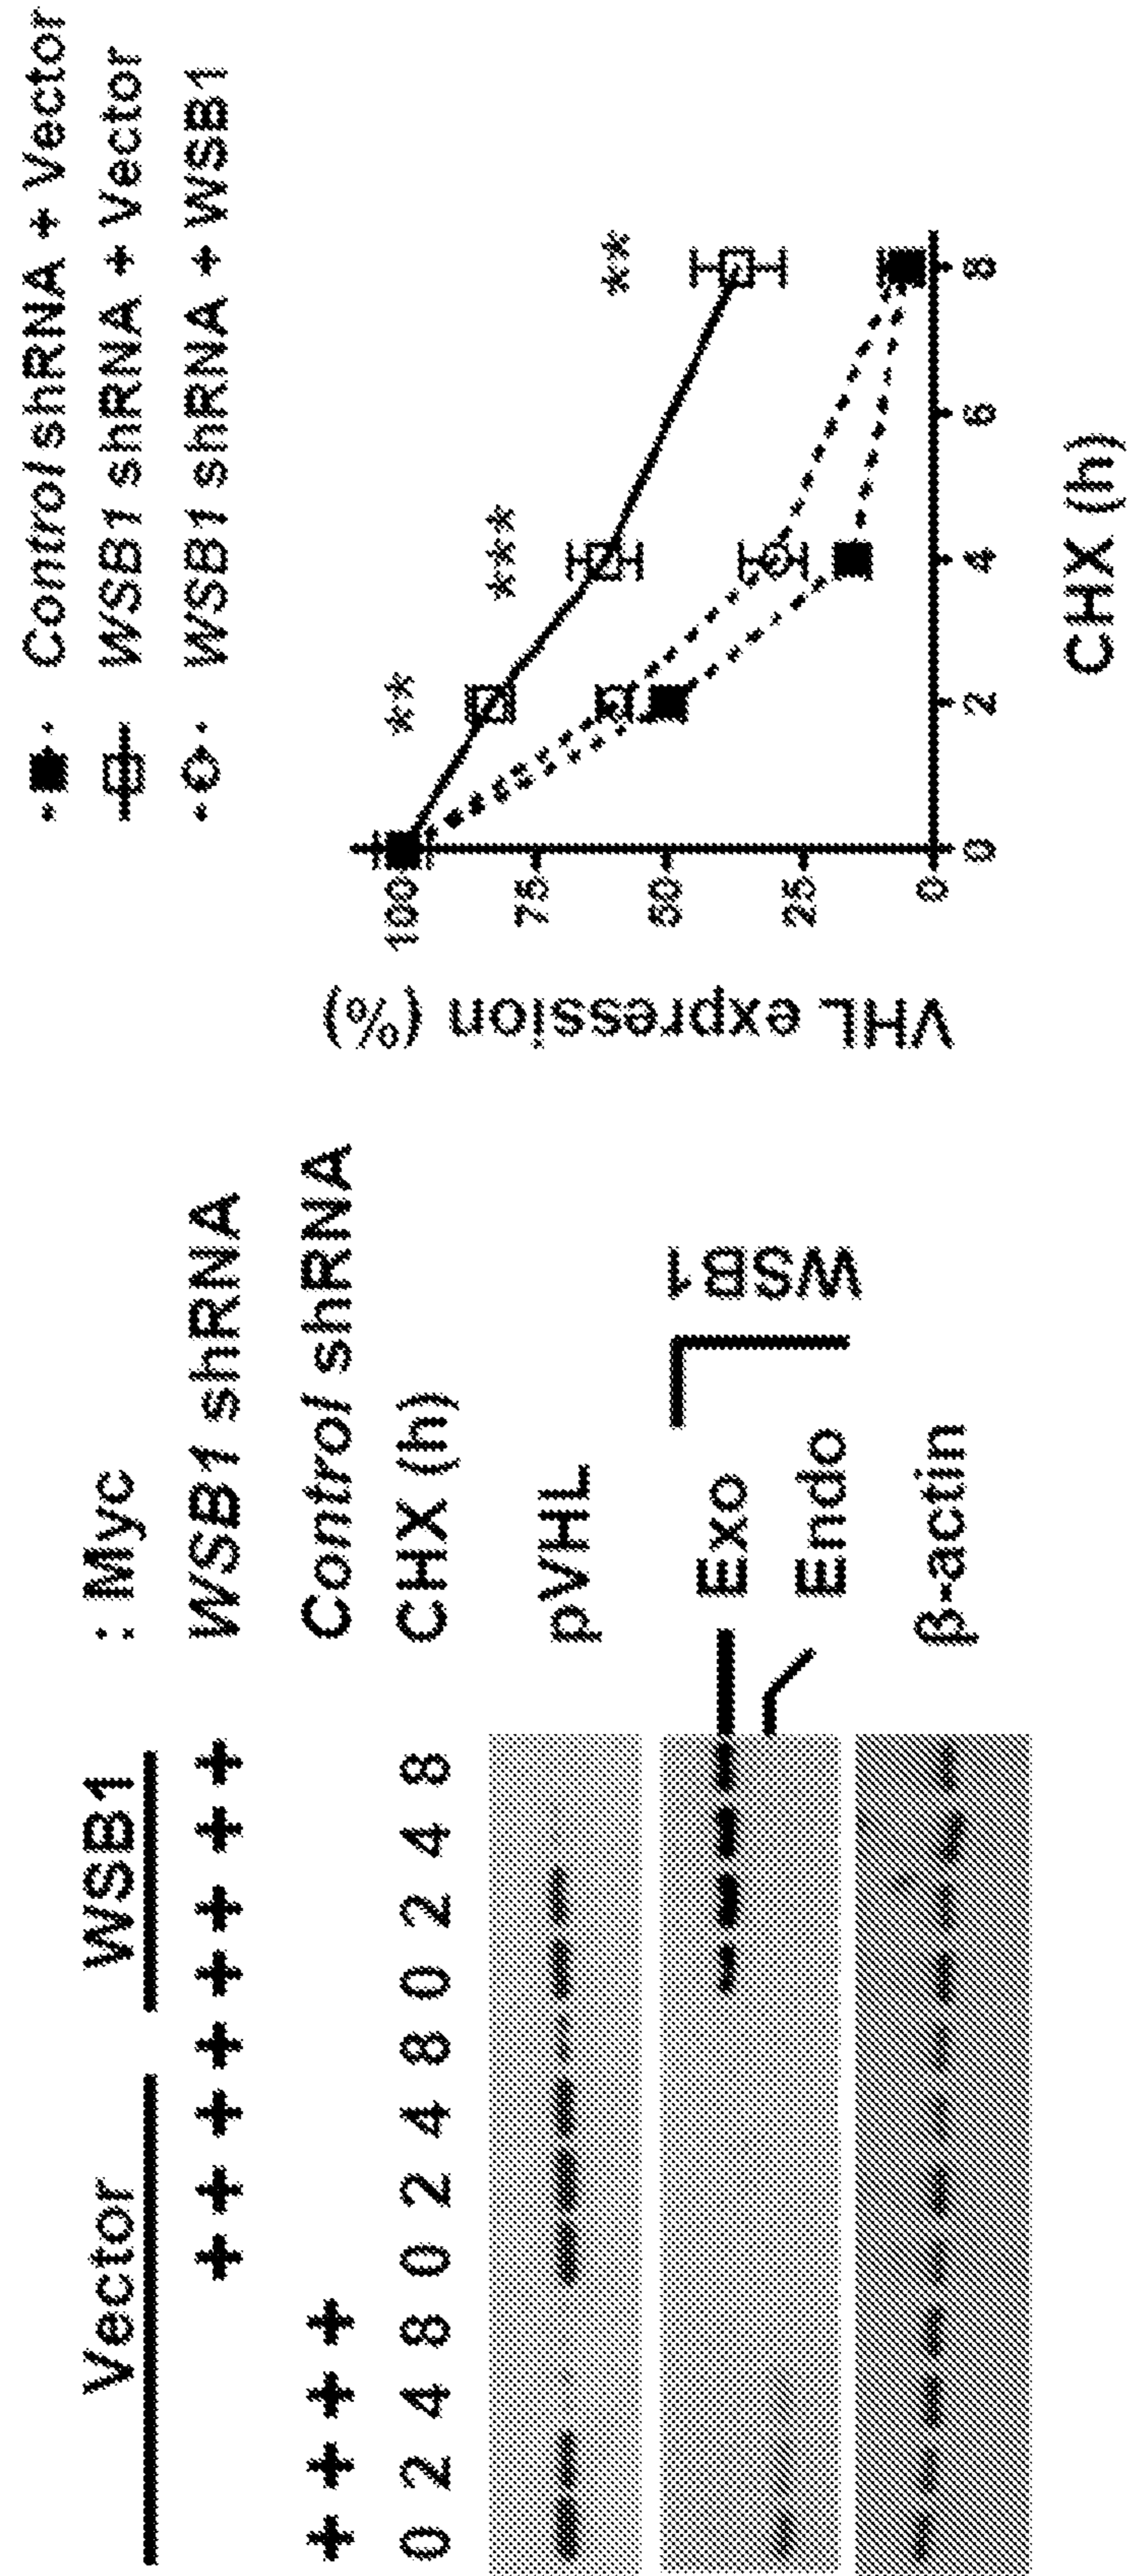 Vector WSB1 : Myc
+ + + + + + + + WSB1 shRNA
+ + + + Control shRNA
0 2 4 8 0 2 4 8 0 2 4 8 CHX (h)
pVHL
Exo
Endo
WSB1
β-actin
Control shRNA + Vector
WSB1 shRNA + Vector
WSB1 shRNA + WSB1
VHL expression (%)
100
75
50
25
0
** *** **
0 2 4 6 8
CHX (h)